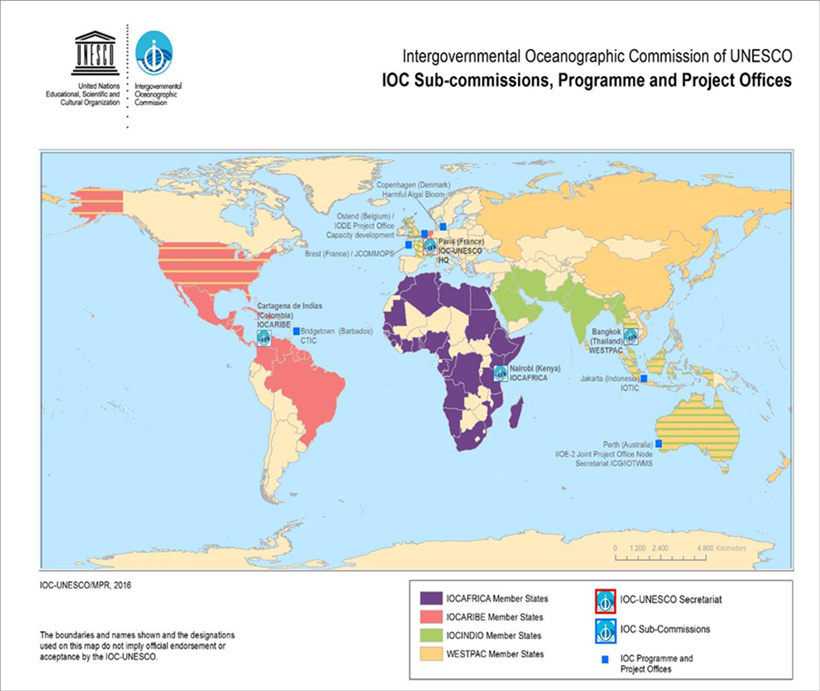 UNESCO
United Nations
Educational, Scientific and
Cultural Organization
Intergovernmental
Oceanographic
Commission
Intergovernmental Oceanographic Commission of UNESCO
IOC Sub-commissions, Programme and Project Offices
Copenhagen (Denmark)
Harmful Algal Bloom
Ostend (Belgium) /
IODE Project Office
Capacity development
Brest (France) / JCOMMOPS
Paris (France)
IOC-UNESCO
HQ
Cartagena de Indias
(Colombia)
IOCARIBE
Bridgetown (Barbados)
CTIC
Bangkok
(Thailand)
WESTPAC
Nairobi (Kenya)
IOCAFRICA
Jakarta (Indonesia)
IOTIC
Perth (Australia)
IIOE-2 Joint Project Office Node
Secretariat ICG/IOTWMS
0 1.200 2.400 4.800 Kilometers
IOC-UNESCO/MPR, 2016
The boundaries and names shown and the designations
used on this map do not imply official endorsement or
acceptance by the IOC-UNESCO.
IOCAFRICA Member States
IOCARIBE Member States
IOCINDIO Member States
WESTPAC Member States
IOC-UNESCO Secretariat
IOC Sub-Commissions
IOC Programme and
Project Offices